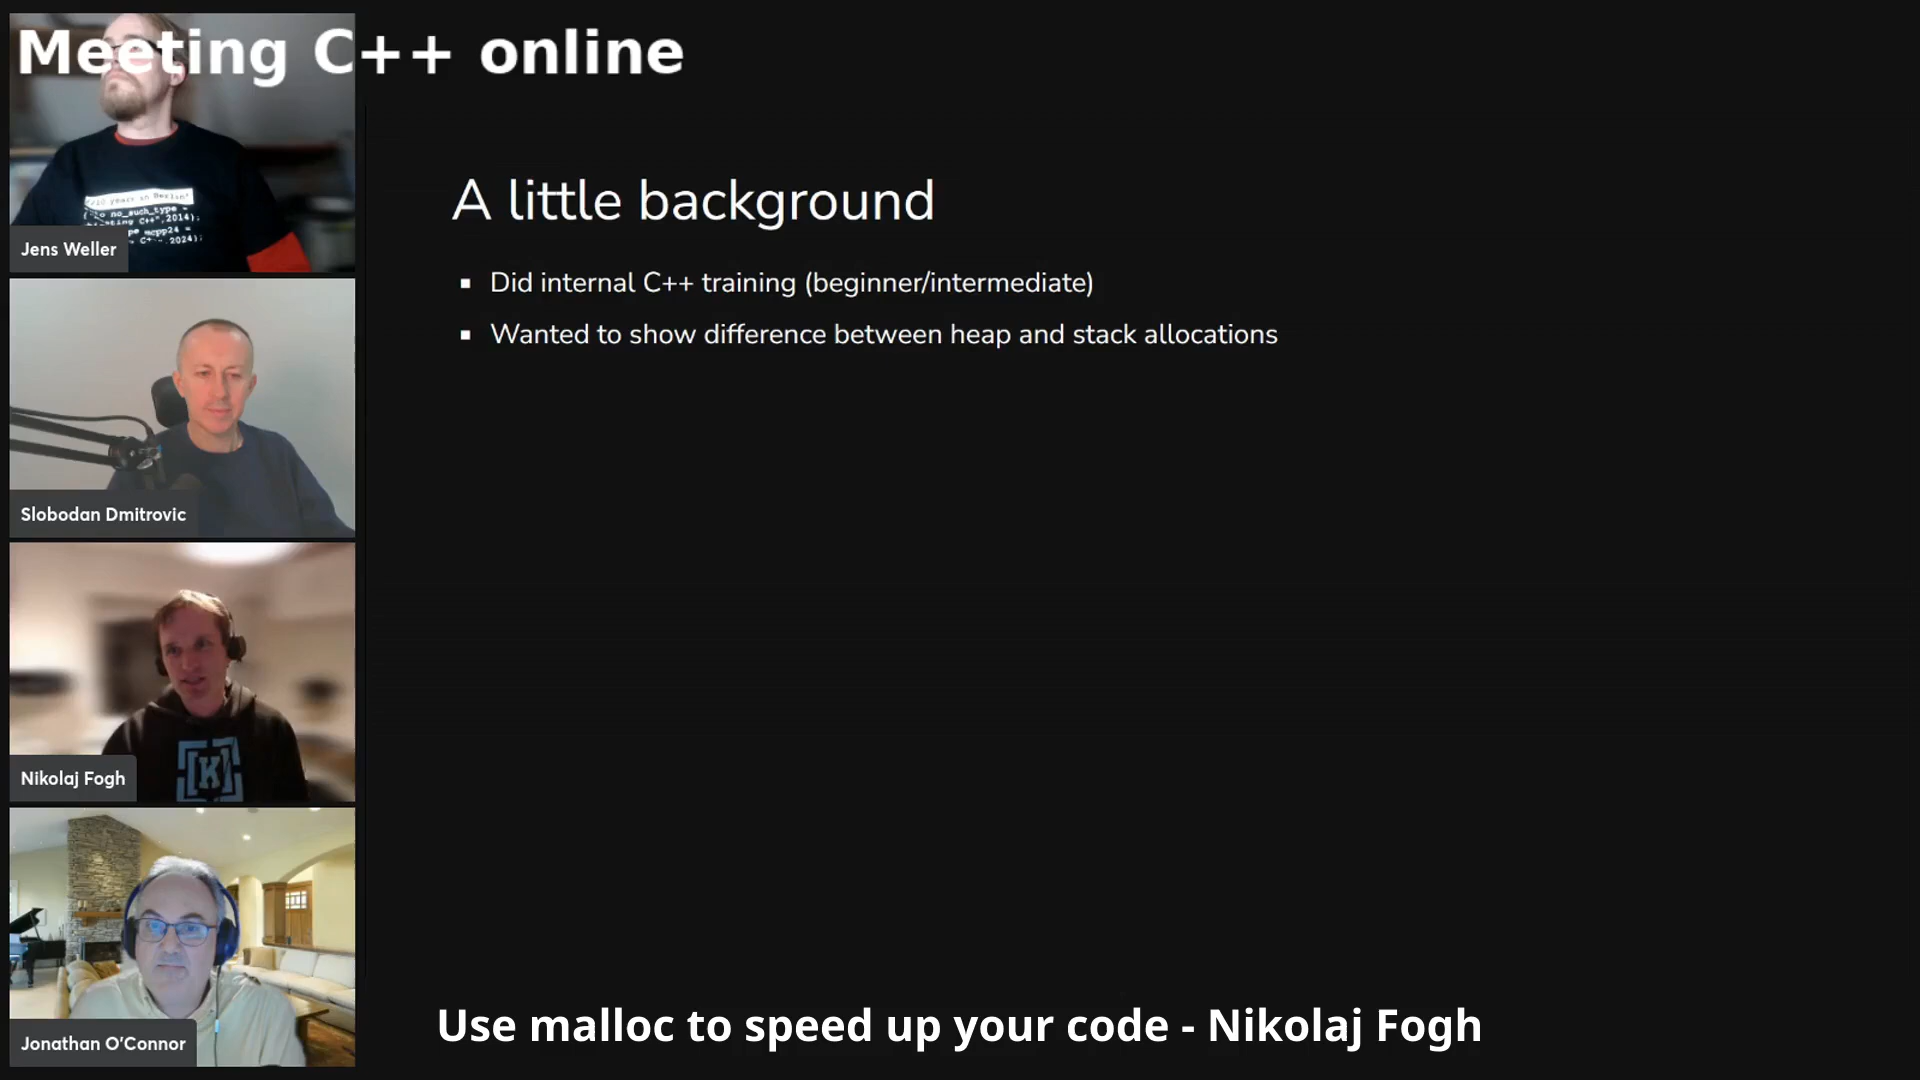 Meeting C++ online
Jens Weller
A little background
Did internal C++ training (beginner/intermediate)
Wanted to show difference between heap and stack allocations
Slobodan Dmitrovic
[K]
Nikolaj Fogh
Jonathan O'Connor
Use malloc to speed up your code - Nikolaj Fogh